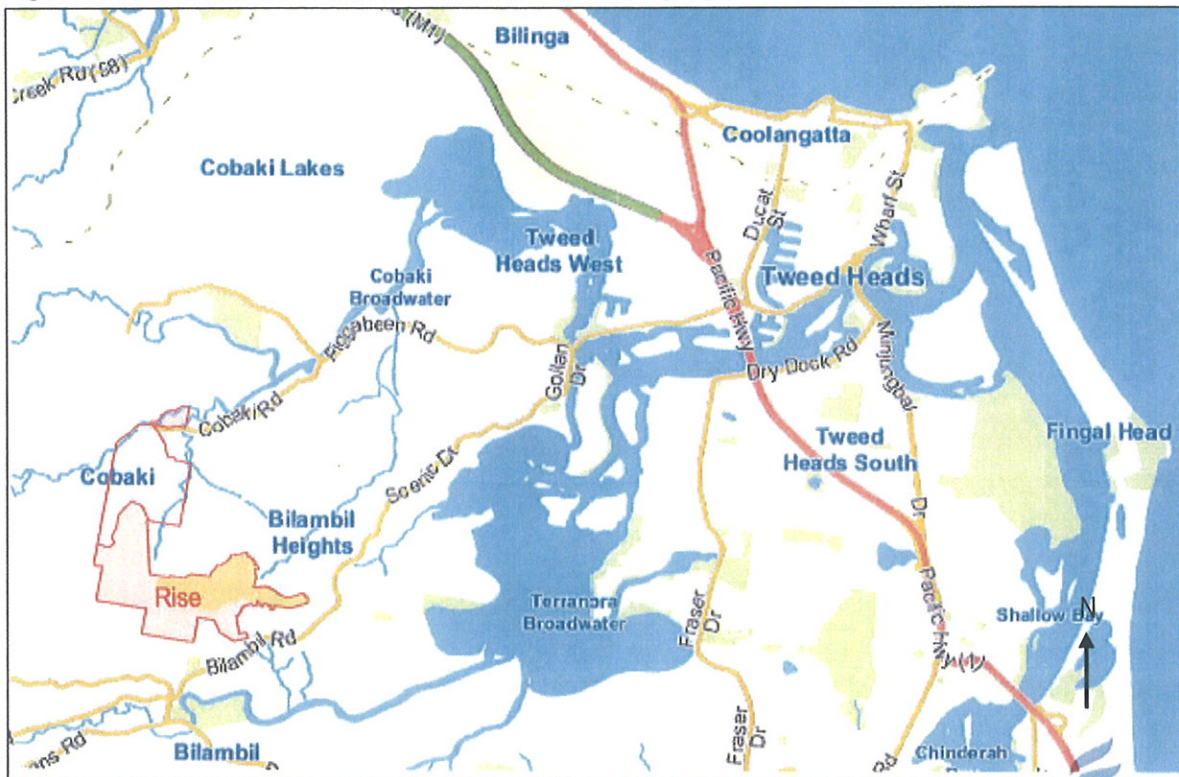 (M1)
Bilinga
Creek Rd (58)
Coolangatta
Cobaki Lakes
Ducat
St
Wharf St
Tweed
Heads West
Cobaki
Broadwater
Tweed Heads
Pacific Hwy
Piggabeen Rd
Gollan
Dr
Dry Dock Rd
Minjungbal
Dr
Cobaki Rd
Cobaki
Scenic Dr
Tweed
Heads South
Fingal Head
Bilambil
Heights
Rise
Terranora
Broadwater
Fraser
Dr
Pacific Hwy (1)
Shallow Bay
N
Bilambil Rd
Fraser
Dr
Bilambil
Rd
Rd
Chinderah